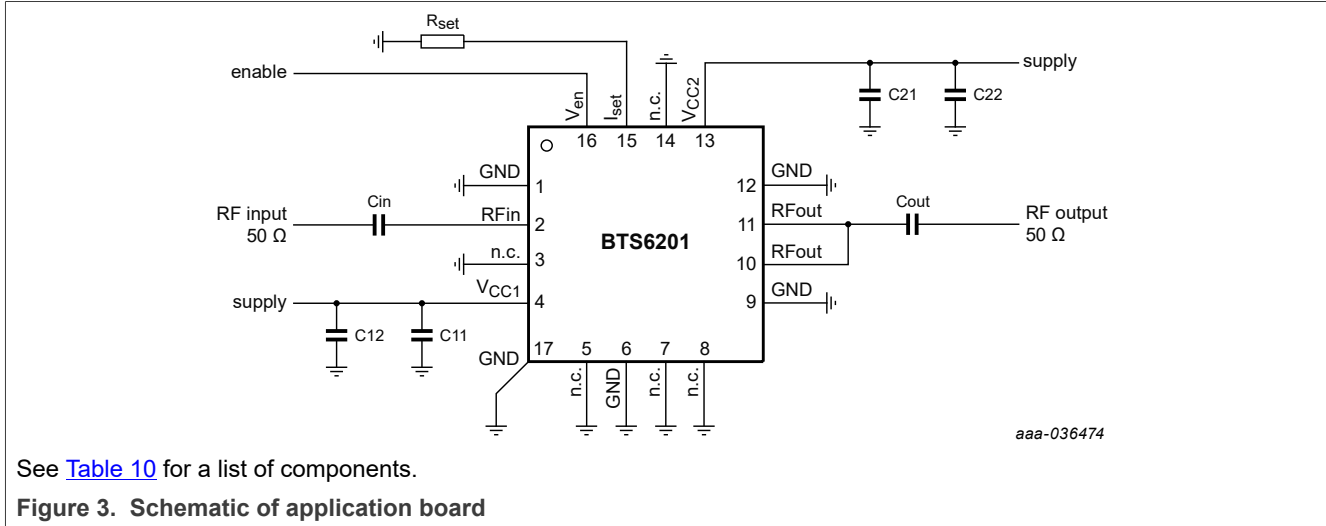 Rset
enable
supply
Ven
Iset
n.c.
VCC2
C21
C22
16
15
14
13
GND
1
12
GND
RF input
50 Ω
Cin
RFin
2
11
RFout
Cout
RF output
50 Ω
BTS6201
n.c.
3
10
RFout
supply
VCC1
4
9
GND
C12
C11
GND
17
5
6
7
8
n.c.
GND
n.c.
n.c.
aaa-036474
See Table 10 for a list of components.
Figure 3. Schematic of application board